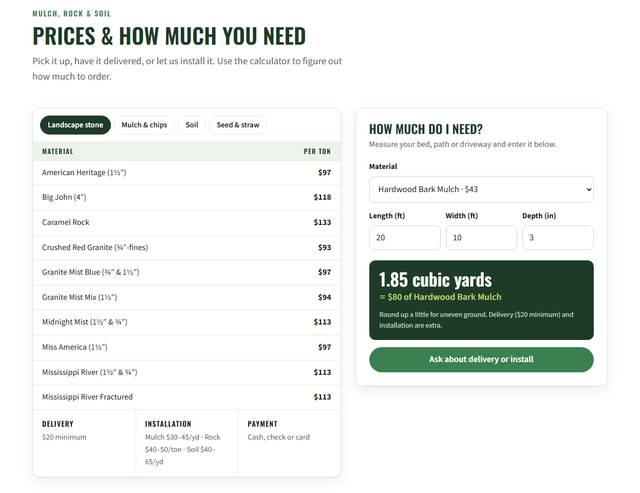 MULCH, ROCK & SOIL
PRICES & HOW MUCH YOU NEED
Pick it up, have it delivered, or let us install it. Use the calculator to figure out
how much to order.
Landscape stone Mulch & chips Soil Seed & straw
MATERIAL PER TON
American Heritage (1½") $97
Big John (4") $118
Caramel Rock $133
Crushed Red Granite (¾"-fines) $93
Granite Mist Blue (¾" & 1½") $97
Granite Mist Mix (1½") $94
Midnight Mist (1½" & ¾") $113
Miss America (1½") $97
Mississippi River (1½" & ¾") $113
Mississippi River Fractured $113
DELIVERY
$20 minimum
INSTALLATION
Mulch $30–45/yd · Rock
$40–50/ton · Soil $40–
65/yd
PAYMENT
Cash, check or card
HOW MUCH DO I NEED?
Measure your bed, path or driveway and enter it below.
Material
Hardwood Bark Mulch · $43
Length (ft) Width (ft) Depth (in)
20 10 3
1.85 cubic yards
≈ $80 of Hardwood Bark Mulch
Round up a little for uneven ground. Delivery ($20 minimum) and
installation are extra.
Ask about delivery or install